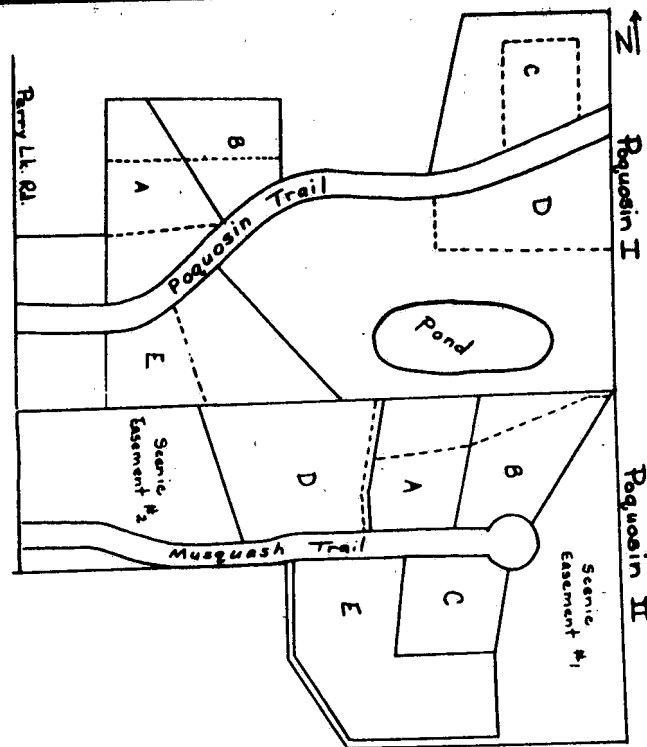 N
Poquosin I
C
D
B
A
Poquosin Trail
Perry Lk. Rd.
E
Pond
Poquosin II
Scenic
Easement #1
B
A
D
Scenic
Easement #2
Musquash Trail
C
E